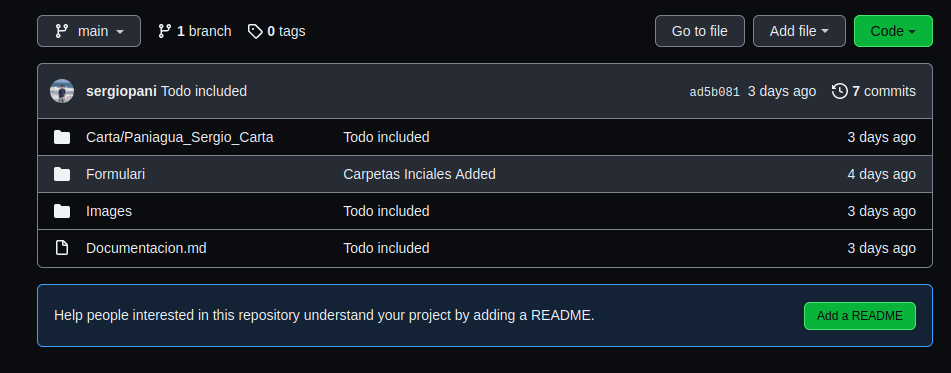 main 1 branch 0 tags Go to file Add file Code
sergiopani Todo included ad5b081 3 days ago 7 commits
Carta/Paniagua_Sergio_Carta Todo included 3 days ago
Formulari Carpetas Inciales Added 4 days ago
Images Todo included 3 days ago
Documentacion.md Todo included 3 days ago
Help people interested in this repository understand your project by adding a README. Add a README